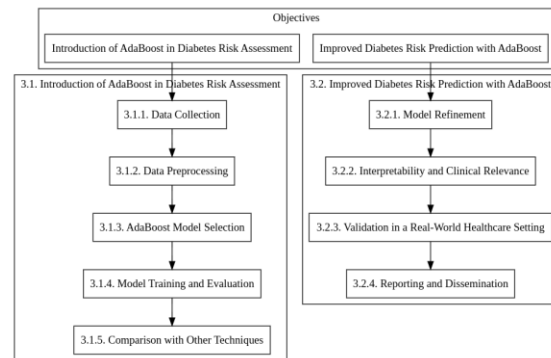 Objectives
Introduction of AdaBoost in Diabetes Risk Assessment
Improved Diabetes Risk Prediction with AdaBoost
3.1. Introduction of AdaBoost in Diabetes Risk Assessment
3.1.1. Data Collection
3.1.2. Data Preprocessing
3.1.3. AdaBoost Model Selection
3.1.4. Model Training and Evaluation
3.1.5. Comparison with Other Techniques
3.2. Improved Diabetes Risk Prediction with AdaBoost
3.2.1. Model Refinement
3.2.2. Interpretability and Clinical Relevance
3.2.3. Validation in a Real-World Healthcare Setting
3.2.4. Reporting and Dissemination